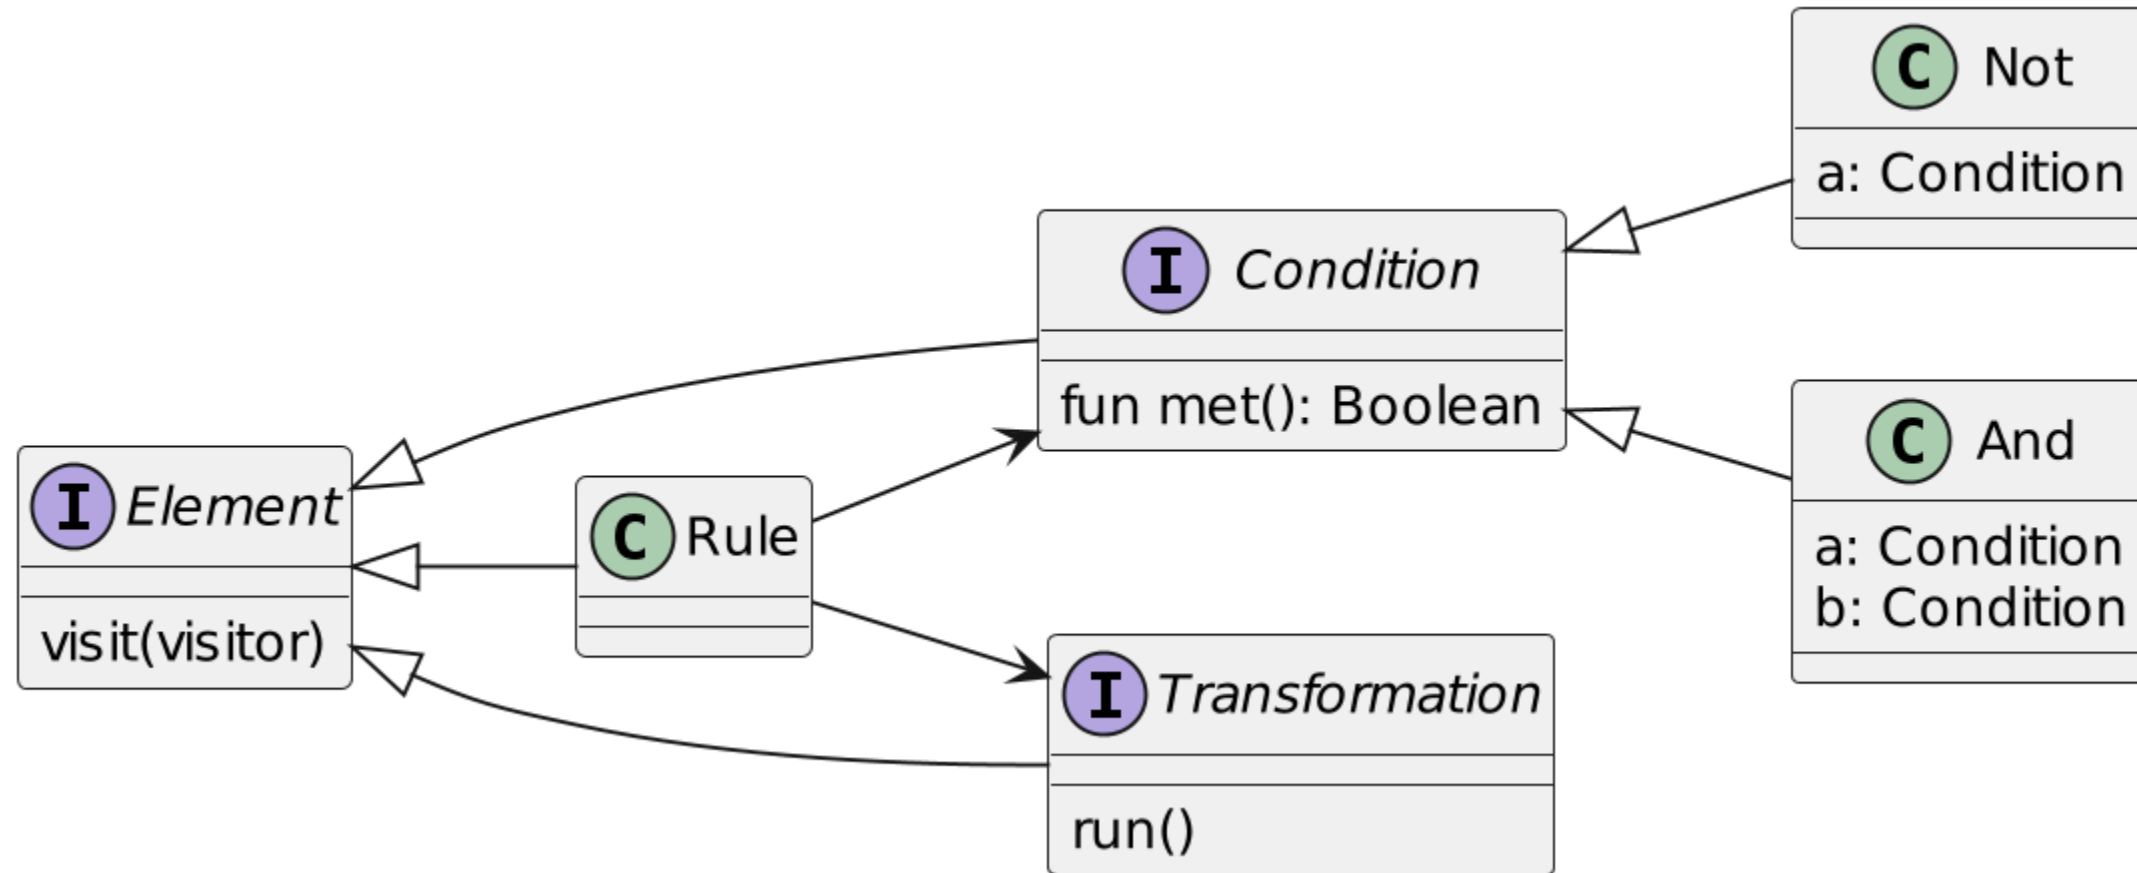 C Not
a: Condition
I Condition
fun met(): Boolean
C And
a: Condition
b: Condition
I Element
visit(visitor)
C Rule
I Transformation
run()